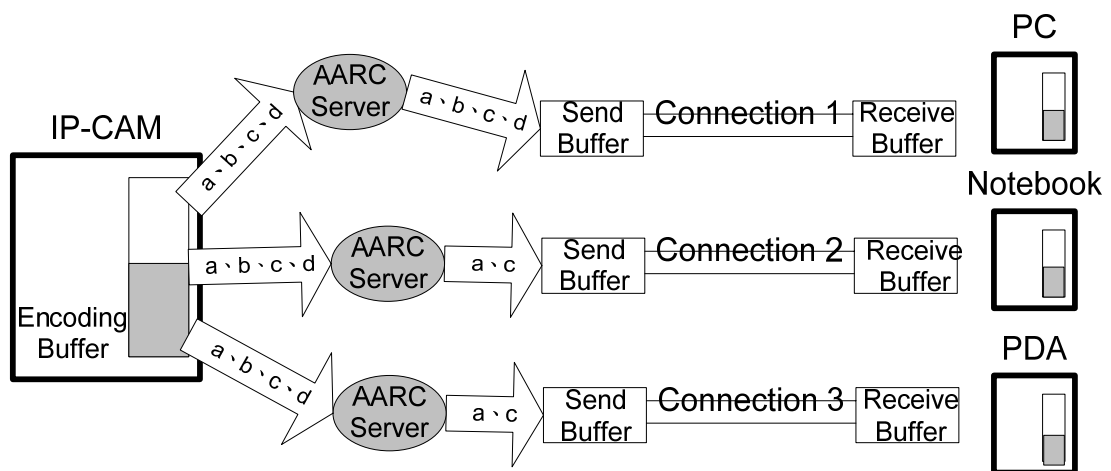 PC
AARC
Server
a、b、c、d
a、b、c、d
Send
Buffer
Connection 1
Receive
Buffer
IP-CAM
Notebook
AARC
Server
a、b、c、d
a、c
Send
Buffer
Connection 2
Receive
Buffer
Encoding
Buffer
PDA
a、b、c、d
AARC
Server
a、c
Send
Buffer
Connection 3
Receive
Buffer